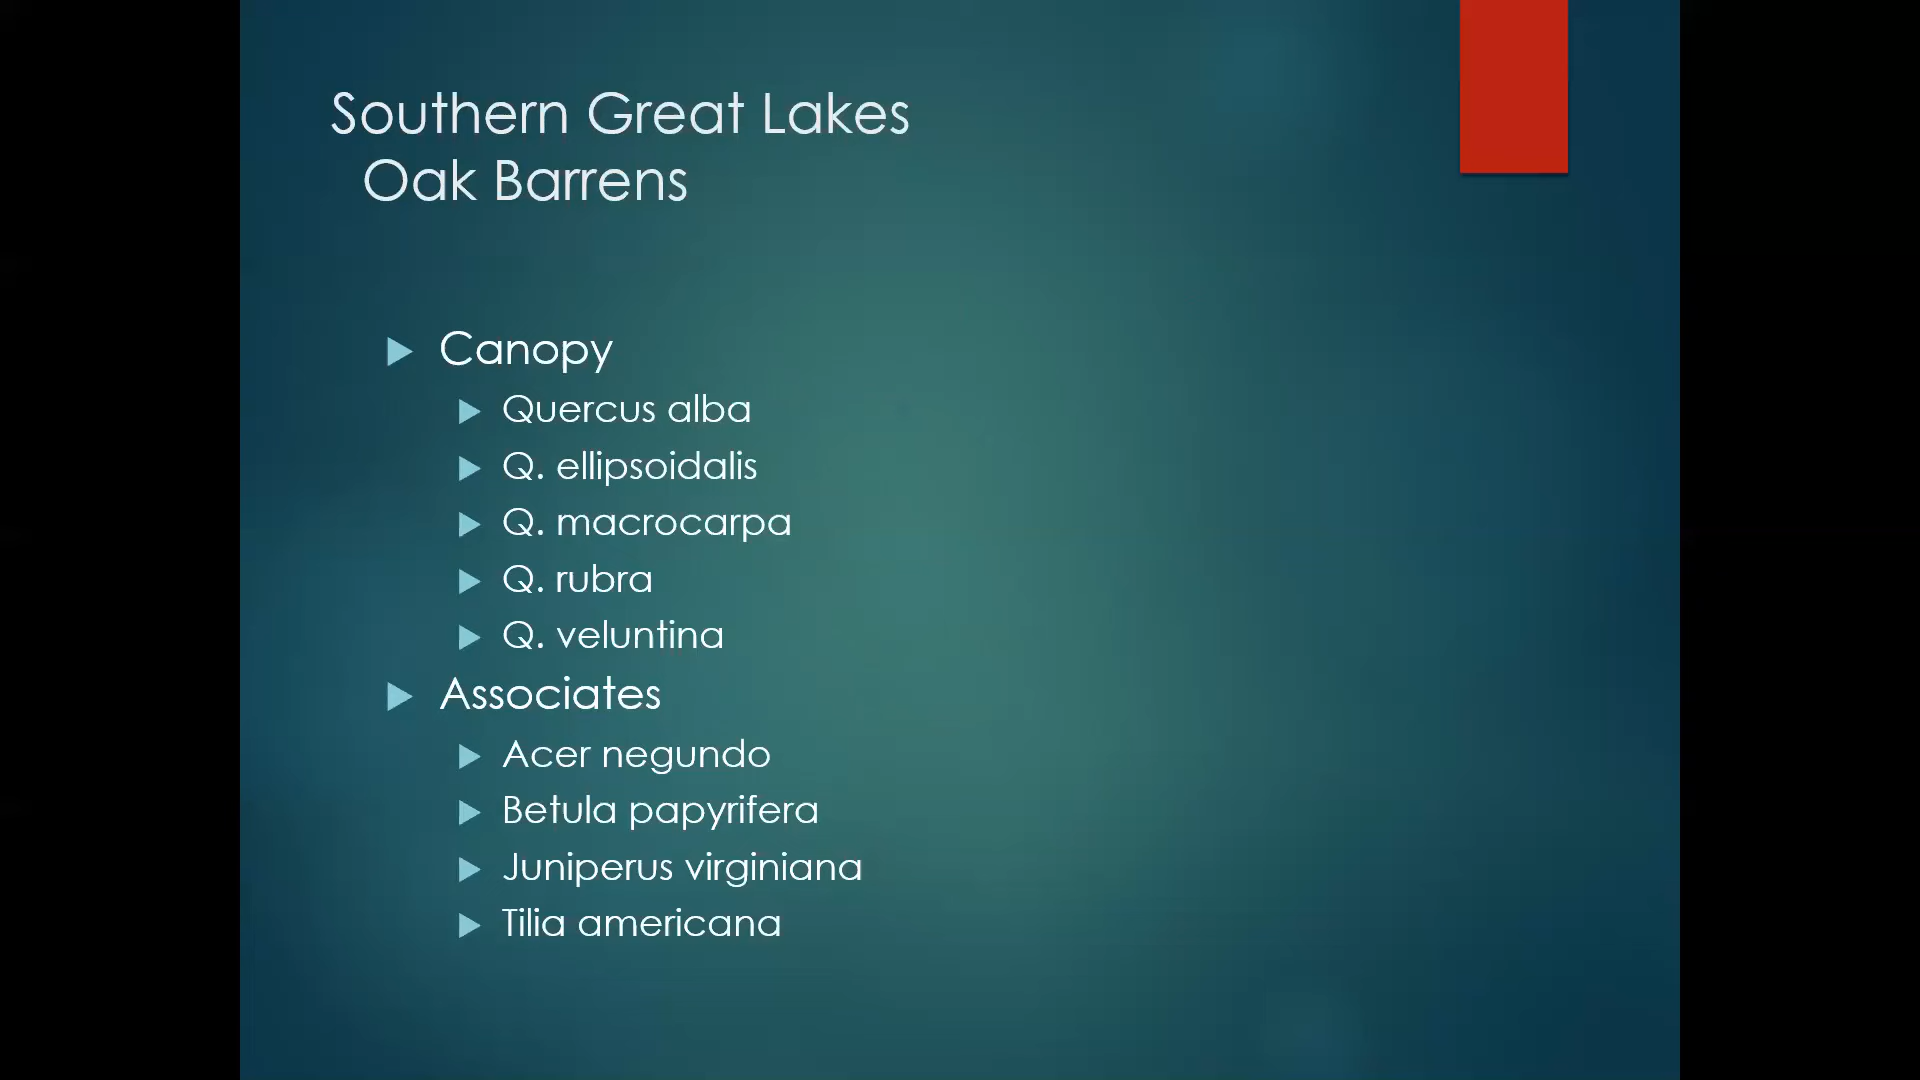 Southern Great Lakes
Oak Barrens
Canopy
Quercus alba
Q. ellipsoidalis
Q. macrocarpa
Q. rubra
Q. veluntina
Associates
Acer negundo
Betula papyrifera
Juniperus virginiana
Tilia americana